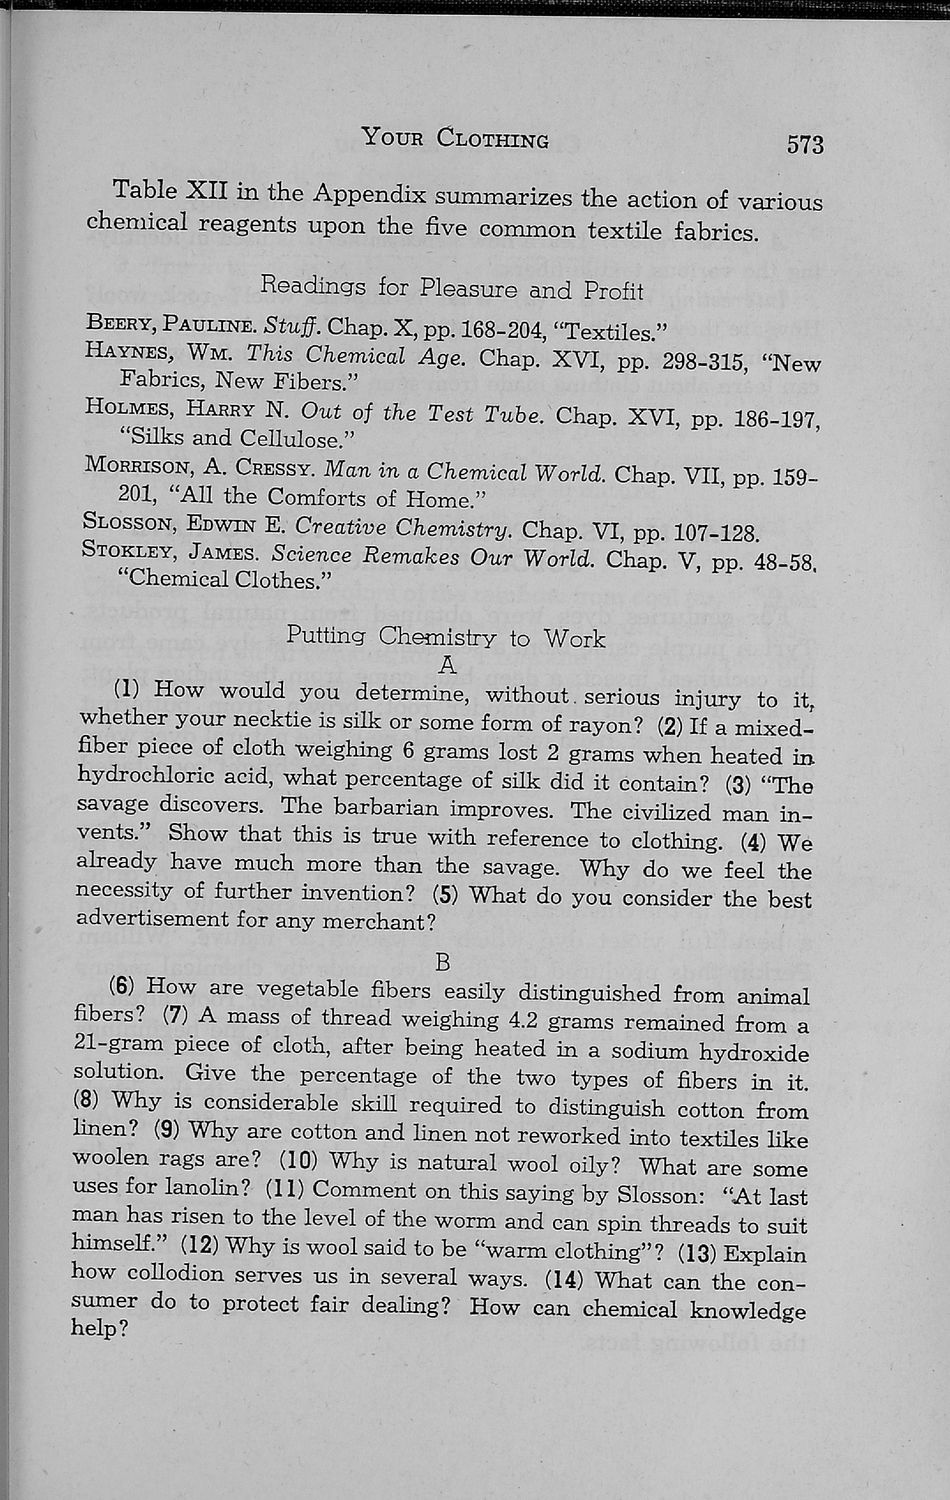 YOUR CLOTHING 573
Table XII in the Appendix summarizes the action of various
chemical reagents upon the five common textile fabrics.
Readings for Pleasure and Profit
BEERY, PAULINE. Stuff. Chap. X, pp. 168-204, “Textiles.”
HAYNES, WM. This Chemical Age. Chap. XVI, pp. 298-315, “New
Fabrics, New Fibers.”
HOLMES, HARRY N. Out of the Test Tube. Chap. XVI, pp. 186-197,
“Silks and Cellulose.”
MORRISON, A. CRESSY. Man in a Chemical World. Chap. VII, pp. 159-
201, “All the Comforts of Home.”
SLOSSON, EDWIN E. Creative Chemistry. Chap. VI, pp. 107-128.
STOKLEY, JAMES. Science Remakes Our World. Chap. V, pp. 48-58,
“Chemical Clothes.”
Putting Chemistry to Work
A
(1) How would you determine, without serious injury to it,
whether your necktie is silk or some form of rayon? (2) If a mixed-
fiber piece of cloth weighing 6 grams lost 2 grams when heated in
hydrochloric acid, what percentage of silk did it contain? (3) “The
savage discovers. The barbarian improves. The civilized man in-
vents.” Show that this is true with reference to clothing. (4) We
already have much more than the savage. Why do we feel the
necessity of further invention? (5) What do you consider the best
advertisement for any merchant?
B
(6) How are vegetable fibers easily distinguished from animal
fibers? (7) A mass of thread weighing 4.2 grams remained from a
21-gram piece of cloth, after being heated in a sodium hydroxide
solution. Give the percentage of the two types of fibers in it.
(8) Why is considerable skill required to distinguish cotton from
linen? (9) Why are cotton and linen not reworked into textiles like
woolen rags are? (10) Why is natural wool oily? What are some
uses for lanolin? (11) Comment on this saying by Slosson: “At last
man has risen to the level of the worm and can spin threads to suit
himself.” (12) Why is wool said to be “warm clothing”? (13) Explain
how collodion serves us in several ways. (14) What can the con-
sumer do to protect fair dealing? How can chemical knowledge
help?